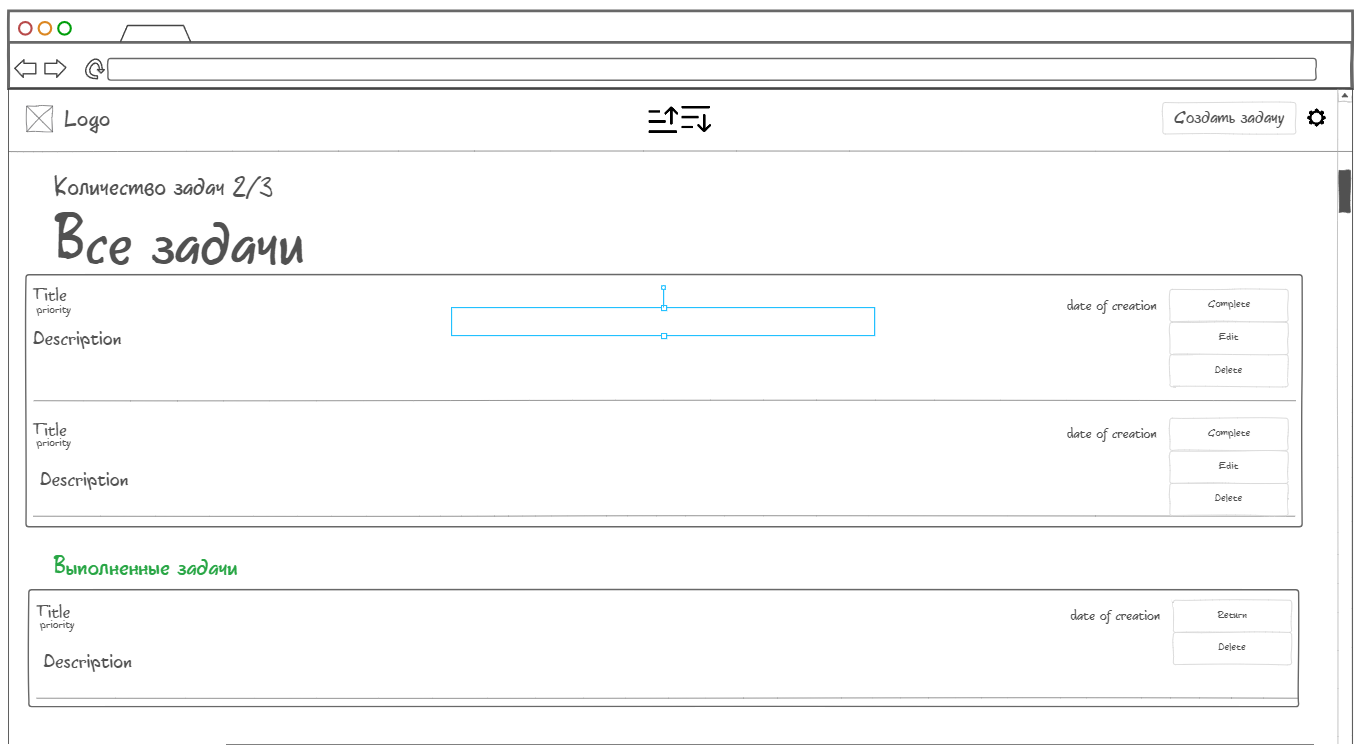 Logo
Создать задачу
Количество задач 2/3
Все задачи
Title
priority
date of creation
Complete
Description
Edit
Delete
Title
priority
date of creation
Complete
Edit
Description
Delete
Выполненные задачи
Title
priority
date of creation
Return
Delete
Description